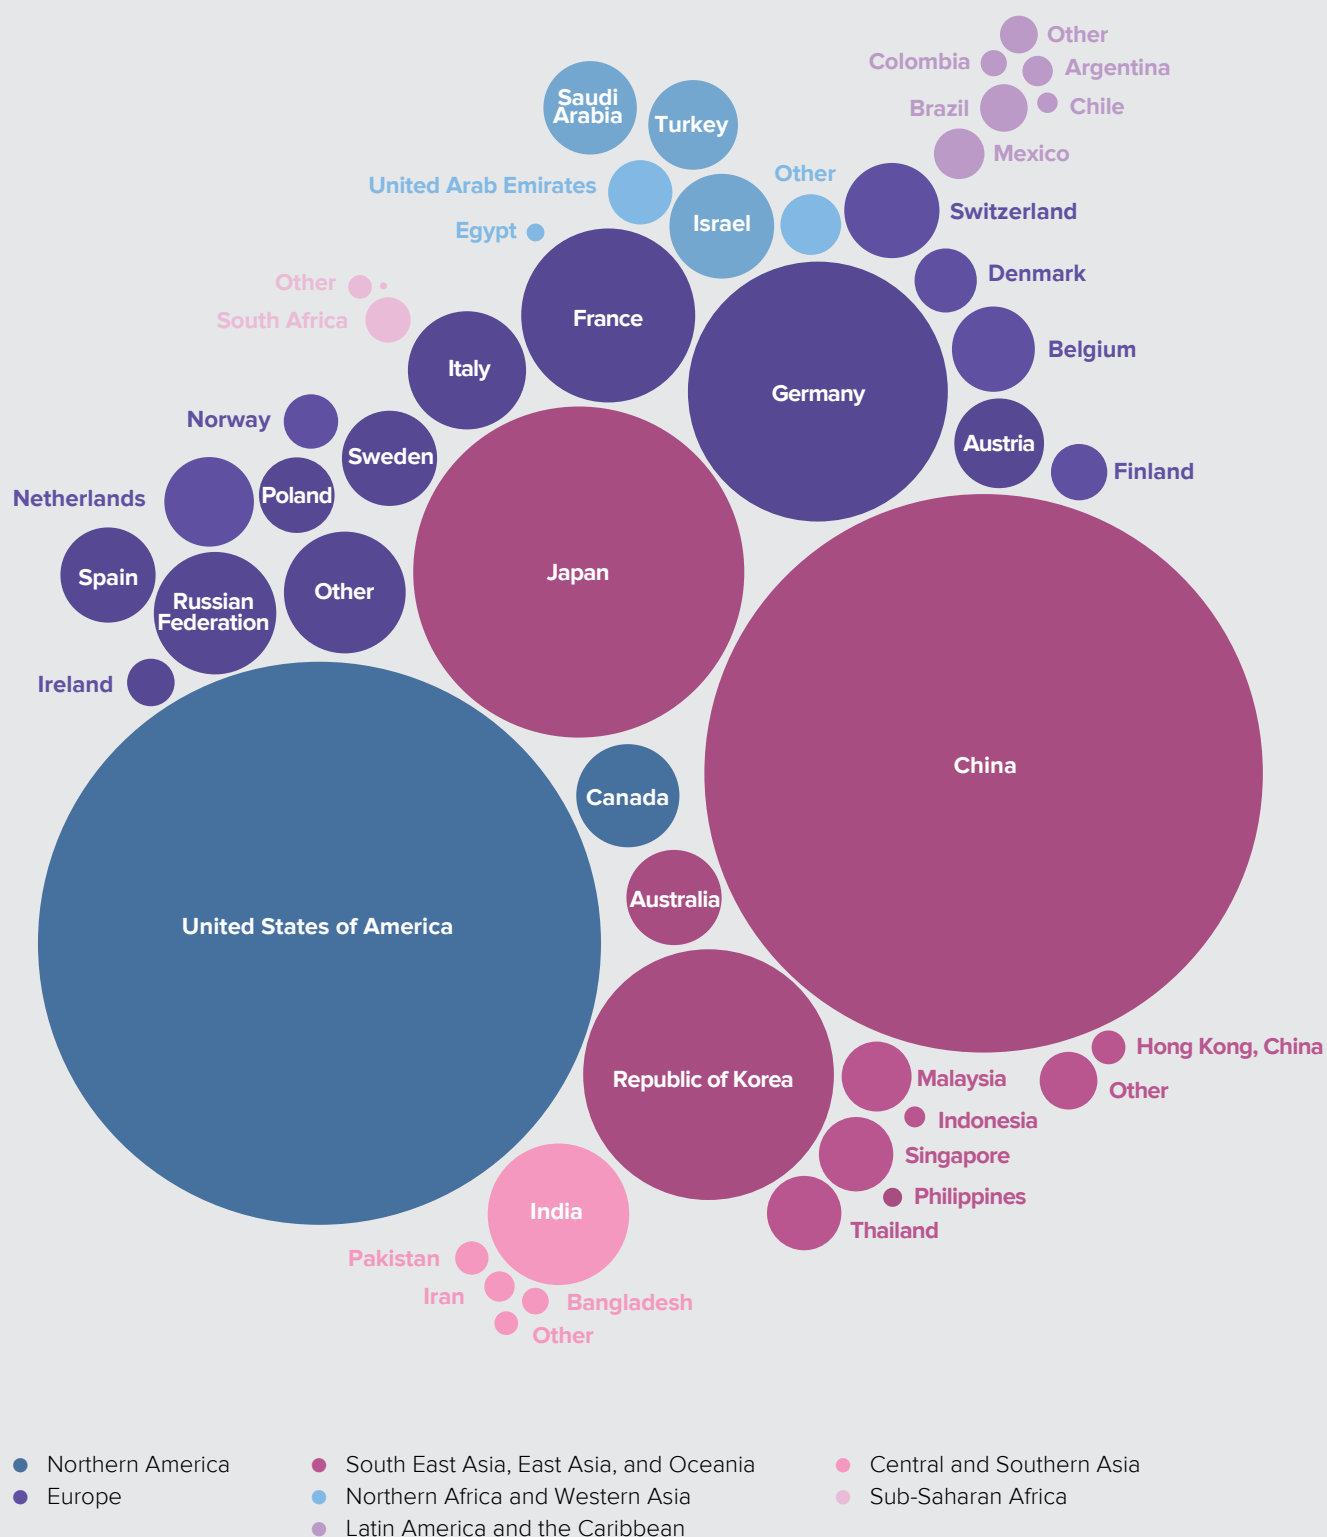 Other
Colombia
Argentina
Brazil
Chile
Mexico
Saudi
Arabia
Turkey
United Arab Emirates
Other
Egypt
Israel
Switzerland
Denmark
Other
South Africa
France
Italy
Germany
Belgium
Norway
Sweden
Austria
Finland
Netherlands
Poland
Spain
Russian
Federation
Other
Japan
Ireland
China
Canada
Australia
United States of America
Republic of Korea
Hong Kong, China
Malaysia
Other
Indonesia
Singapore
Philippines
Thailand
India
Pakistan
Iran
Bangladesh
Other
Northern America
Europe
South East Asia, East Asia, and Oceania
Northern Africa and Western Asia
Latin America and the Caribbean
Central and Southern Asia
Sub-Saharan Africa